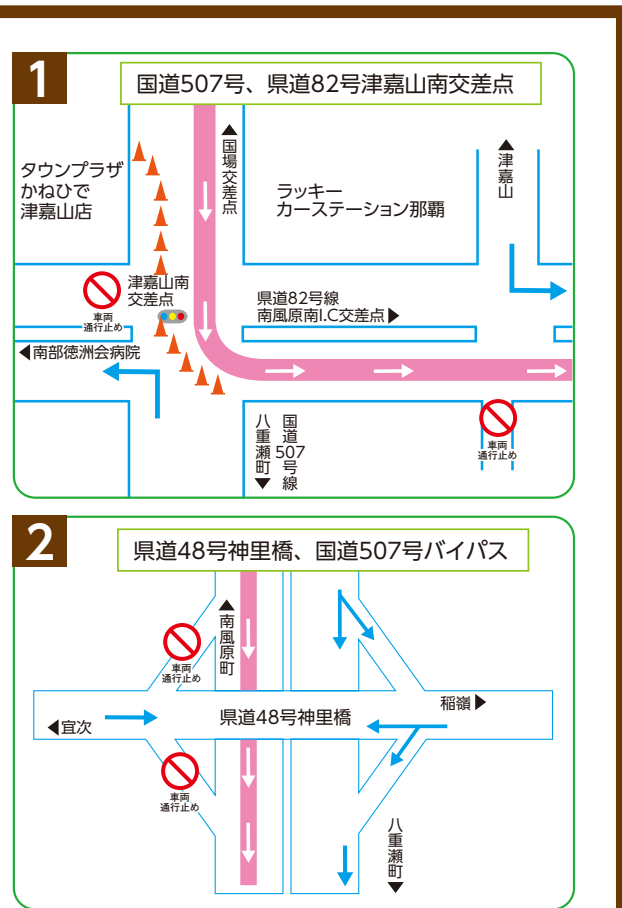 1
国道507号、県道82号津嘉山南交差点
タウンプラザ
かねひで
津嘉山店
▲国場交差点
ラッキー
カーステーション那覇
▲津嘉山
車両
通行止め
津嘉山南
交差点
県道82号線
南風原南I.C交差点▶
◀南部徳洲会病院
国道507号線
八重瀬町▼
車両
通行止め
2
県道48号神里橋、国道507号バイパス
▲南風原町
車両
通行止め
◀宜次
県道48号神里橋
稲嶺▶
車両
通行止め
八重瀬町▼